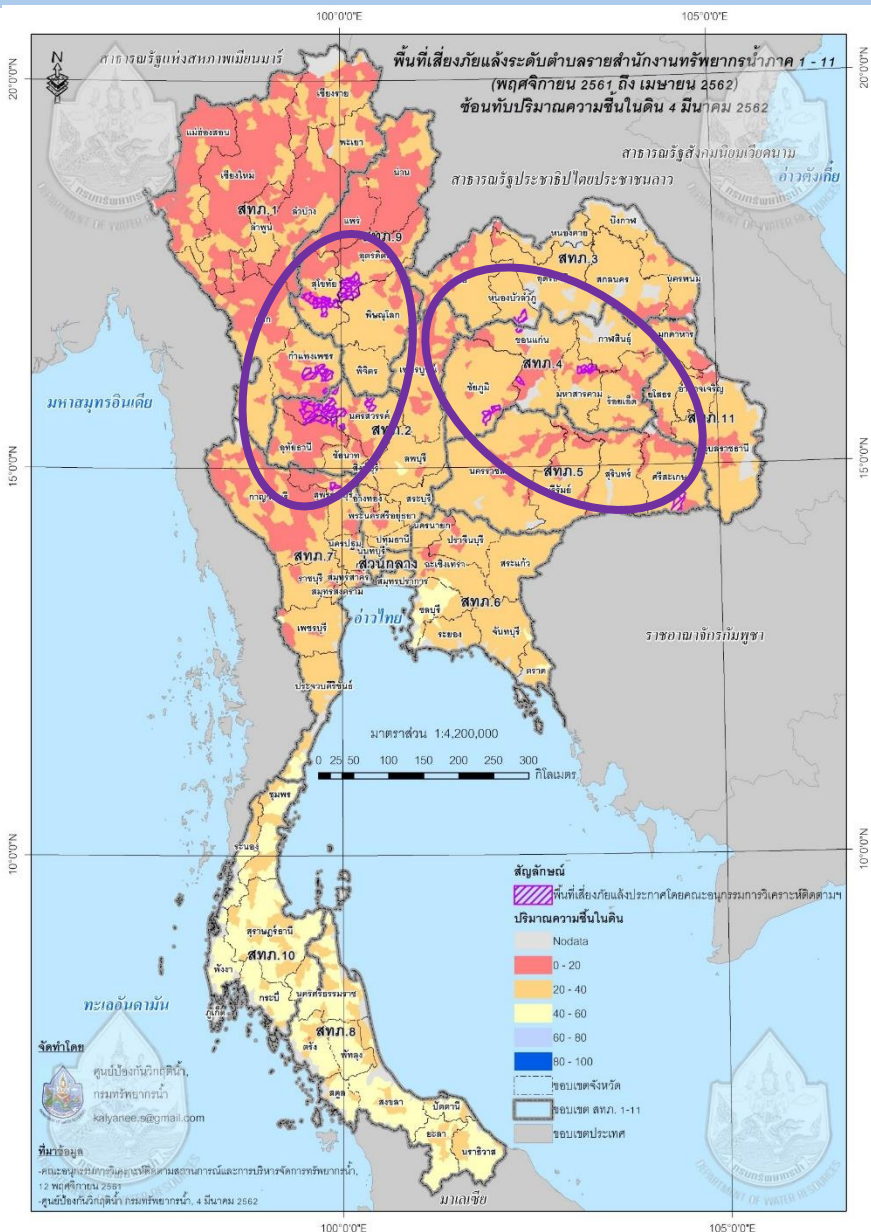 100°0'0"E
105°0'0"E
N
สาธารณรัฐแห่งสหภาพเมียนมาร์
พื้นที่เสี่ยงภัยแล้งระดับตำบลรายสำนักงานทรัพยากรน้ำภาค 1 - 11
(พฤศจิกายน 2561 ถึง เมษายน 2562)
ซ้อนทับปริมาณความชื้นในดิน 4 มีนาคม 2562
20°0'0"N
20°0'0"N
สาธารณรัฐสังคมนิยมเวียดนาม
อ่าวตังเกี๋ย
สาธารณรัฐประชาธิปไตยประชาชนลาว
กรมทรัพยากรน้ำ
DEPARTMENT OF WATER RESOURCES
เชียงราย
แม่ฮ่องสอน
พะเยา
เชียงใหม่
น่าน
สทภ.1
ลำปาง
ลำพูน
แพร่
สทภ.9
สุโขทัย
พิษณุโลก
กำแพงเพชร
พิจิตร
นครสวรรค์
สทภ.2
อุทัยธานี
ชัยนาท
ลพบุรี
บึงกาฬ
หนองคาย
สทภ.3
สกลนคร
นครพนม
ขอนแก่น
กาฬสินธุ์
สทภ.4
ชัยภูมิ
มหาสารคาม
ร้อยเอ็ด
ยโสธร
สทภ.11
สทภ.5
สุรินทร์
ศรีสะเกษ
มหาสมุทรอินเดีย
15°0'0"N
15°0'0"N
อ่างทอง
สระบุรี
พระนครศรีอยุธยา
นครนายก
ปทุมธานี
ปราจีนบุรี
นครปฐม
นนทบุรี
สทภ.7
ส่วนกลาง
ฉะเชิงเทรา
สระแก้ว
ราชบุรี
สมุทรสาคร
สมุทรปราการ
สมุทรสงคราม
สทภ.6
ชลบุรี
อ่าวไทย
เพชรบุรี
ระยอง
จันทบุรี
ราชอาณาจักรกัมพูชา
ตราด
ประจวบคีรีขันธ์
มาตราส่วน 1:4,200,000
0 25 50 100 150 200 250 300
กิโลเมตร
ชุมพร
ระนอง
10°0'0"N
10°0'0"N
สุราษฎร์ธานี
สทภ.10
พังงา
กระบี่
นครศรีธรรมราช
ภูเก็ต
สทภ.8
ตรัง
พัทลุง
สตูล
สงขลา
ปัตตานี
ยะลา
นราธิวาส
ทะเลอันดามัน
มาเลเซีย
สัญลักษณ์
พื้นที่เสี่ยงภัยแล้งประกาศโดยคณะอนุกรรมการวิเคราะห์ติดตามฯ
ปริมาณความชื้นในดิน
Nodata
0 - 20
20 - 40
40 - 60
60 - 80
80 - 100
ขอบเขตจังหวัด
ขอบเขต สทภ. 1-11
ขอบเขตประเทศ
จัดทำโดย
ศูนย์ป้องกันวิกฤติน้ำ,
กรมทรัพยากรน้ำ
kalyanee.s@gmail.com
ที่มาข้อมูล
-คณะอนุกรรมการวิเคราะห์ติดตามสถานการณ์และการบริหารจัดการทรัพยากรน้ำ,
12 พฤศจิกายน 2561
-ศูนย์ป้องกันวิกฤติน้ำ กรมทรัพยากรน้ำ, 4 มีนาคม 2562
100°0'0"E
105°0'0"E